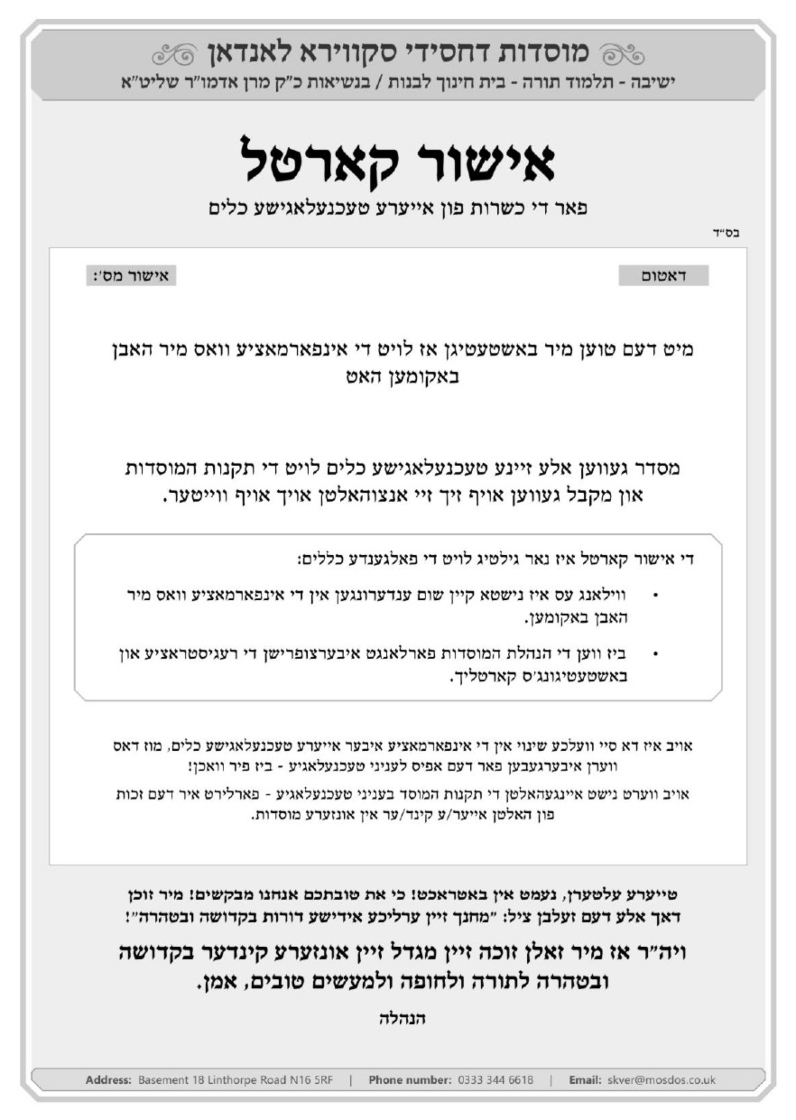 מוסדות דחסידי סקווירא לאנדאן
ישיבה - תלמוד תורה - בית חינוך לבנות / בנשיאות כ״ק מרן אדמו״ר שליט״א
אישור קארטל
פאר די כשרות פון אייערע טעכנעלאגישע כלים
בס״ד
דאטום
אישור מס':
מיט דעם טוען מיר באשטעטיגן אז לויט די אינפארמאציע וואס מיר האבן
באקומען האט
מסדר געווען אלע זיינע טעכנעלאגישע כלים לויט די תקנות המוסדות
און מקבל געווען אויף זיך זיי אנצוהאלטן אויך אויף ווייטער.
די אישור קארטל איז נאר גילטיג לויט די פאלגענדע כללים:
• ווילאנג עס איז נישטא קיין שום ענדערונגען אין די אינפארמאציע וואס מיר
האבן באקומען.
• ביז ווען די הנהלת המוסדות פארלאנגט איבערצופרישן די רעגיסטראציע און
באשטעטיגונג'ס קארטליך.
אויב איז דא סיי וועלכע שינוי אין די אינפארמאציע איבער אייערע טעכנעלאגישע כלים, מוז דאס
ווערן איבערגעבען פאר דעם אפיס לעניני טעכנעלאגיע - ביז פיר וואכן!
אויב ווערט נישט איינגעהאלטן די תקנות המוסד בעניני טעכנעלאגיע - פארלירט איר דעם זכות
פון האלטן אייער/ע קינד/ער אין אונזערע מוסדות.
טייערע עלטערן, נעמט אין באטראכט! כי את טובתכם אנחנו מבקשים! מיר זוכן
דאך אלע דעם זעלבן ציל: ״מחנך זיין ערליכע אידישע דורות בקדושה ובטהרה״!
ויה״ר אז מיר זאלן זוכה זיין מגדל זיין אונזערע קינדער בקדושה
ובטהרה לתורה ולחופה ולמעשים טובים, אמן.
הנהלה
Address: Basement 18 Linthorpe Road N16 5RF | Phone number: 0333 344 6618 | Email: skver@mosdos.co.uk